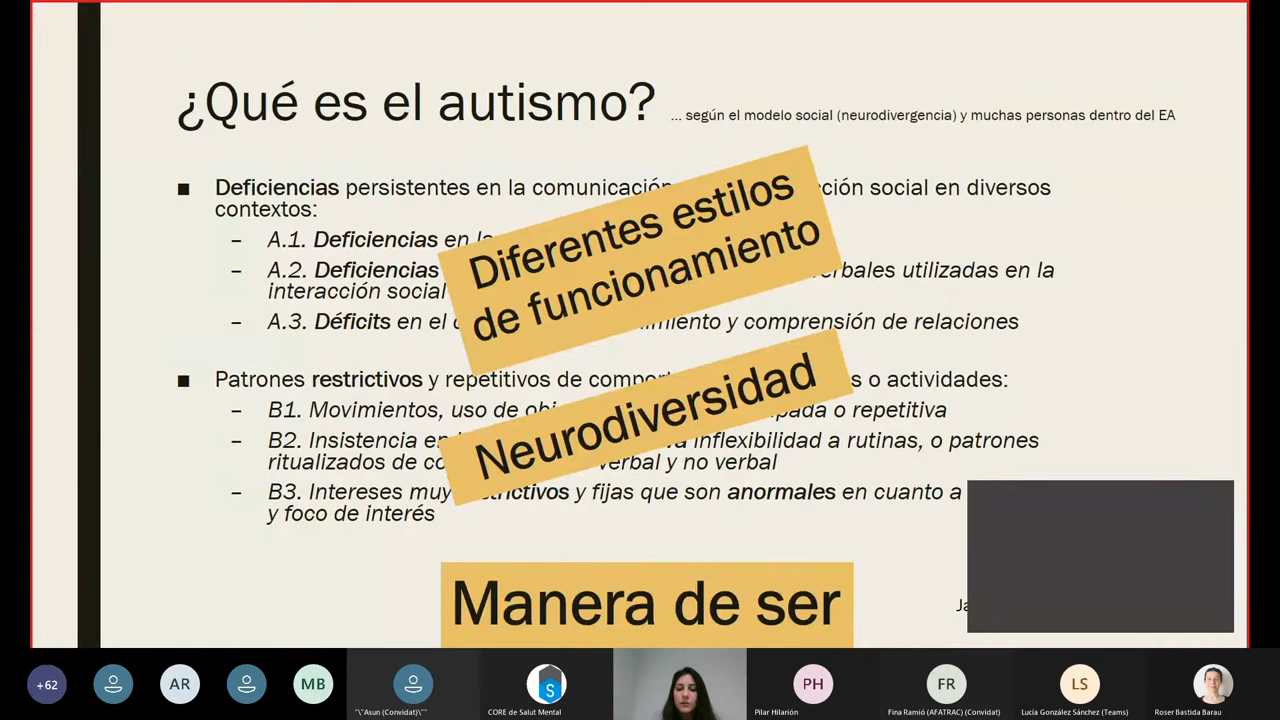 ¿Qué es el autismo? ... según el modelo social (neurodivergencia) y muchas personas dentro del EA
■ Deficiencias persistentes en la comunicación ción social en diversos
contextos:
– A.1. Deficiencias en la
– A.2. Deficiencias erbales utilizadas en la
interacción social
– A.3. Déficits en el miento y comprensión de relaciones
Diferentes estilos
de funcionamiento
■ Patrones restrictivos y repetitivos de s o actividades:
– B1. Movimientos, uso de pada o repetitiva
– B2. Insistencia en inflexibilidad a rutinas, o patrones
ritualizados de verbal y no verbal
– B3. Intereses muy strictivos y fijas que son anormales en cuanto a
y foco de interés
Neurodiversidad
Manera de ser
Ja
+62
AR
MB
"\"Asun (Convidat)\""
CORE de Salut Mental
S
PH
Pilar Hilarión
FR
Fina Ramió (AFATRAC) (Convidat)
LS
Lucía González Sánchez (Teams)
Roser Bastida Barau